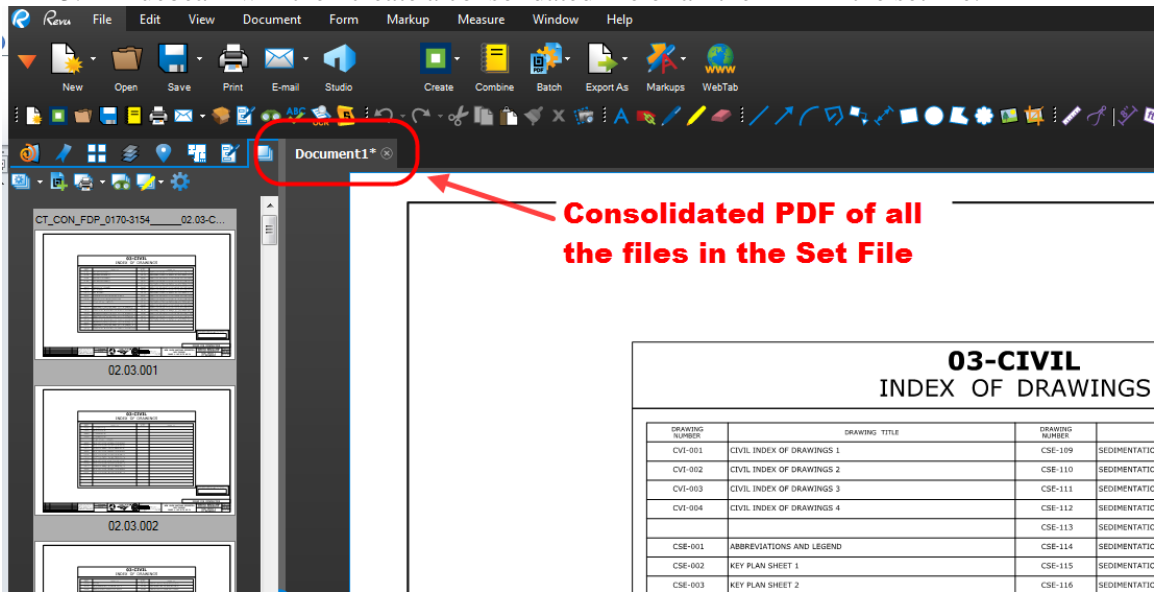 Revu File Edit View Document Form Markup Measure Window Help
New Open Save Print E-mail Studio Create Combine Batch Export As Markups WebTab
Document1*
CT_CON_FDP_0170-3154_____02.03-C...
02.03.001
02.03.002
Consolidated PDF of all
the files in the Set File
03-CIVIL
INDEX OF DRAWINGS
DRAWING NUMBER DRAWING TITLE DRAWING NUMBER
CVI-001 CIVIL INDEX OF DRAWINGS 1 CSE-109 SEDIMENTATIO
CVI-002 CIVIL INDEX OF DRAWINGS 2 CSE-110 SEDIMENTATIO
CVI-003 CIVIL INDEX OF DRAWINGS 3 CSE-111 SEDIMENTATIO
CVI-004 CIVIL INDEX OF DRAWINGS 4 CSE-112 SEDIMENTATIO
CSE-113 SEDIMENTATIO
CSE-001 ABBREVIATIONS AND LEGEND CSE-114 SEDIMENTATIO
CSE-002 KEY PLAN SHEET 1 CSE-115 SEDIMENTATIO
CSE-003 KEY PLAN SHEET 2 CSE-116 SEDIMENTATIO